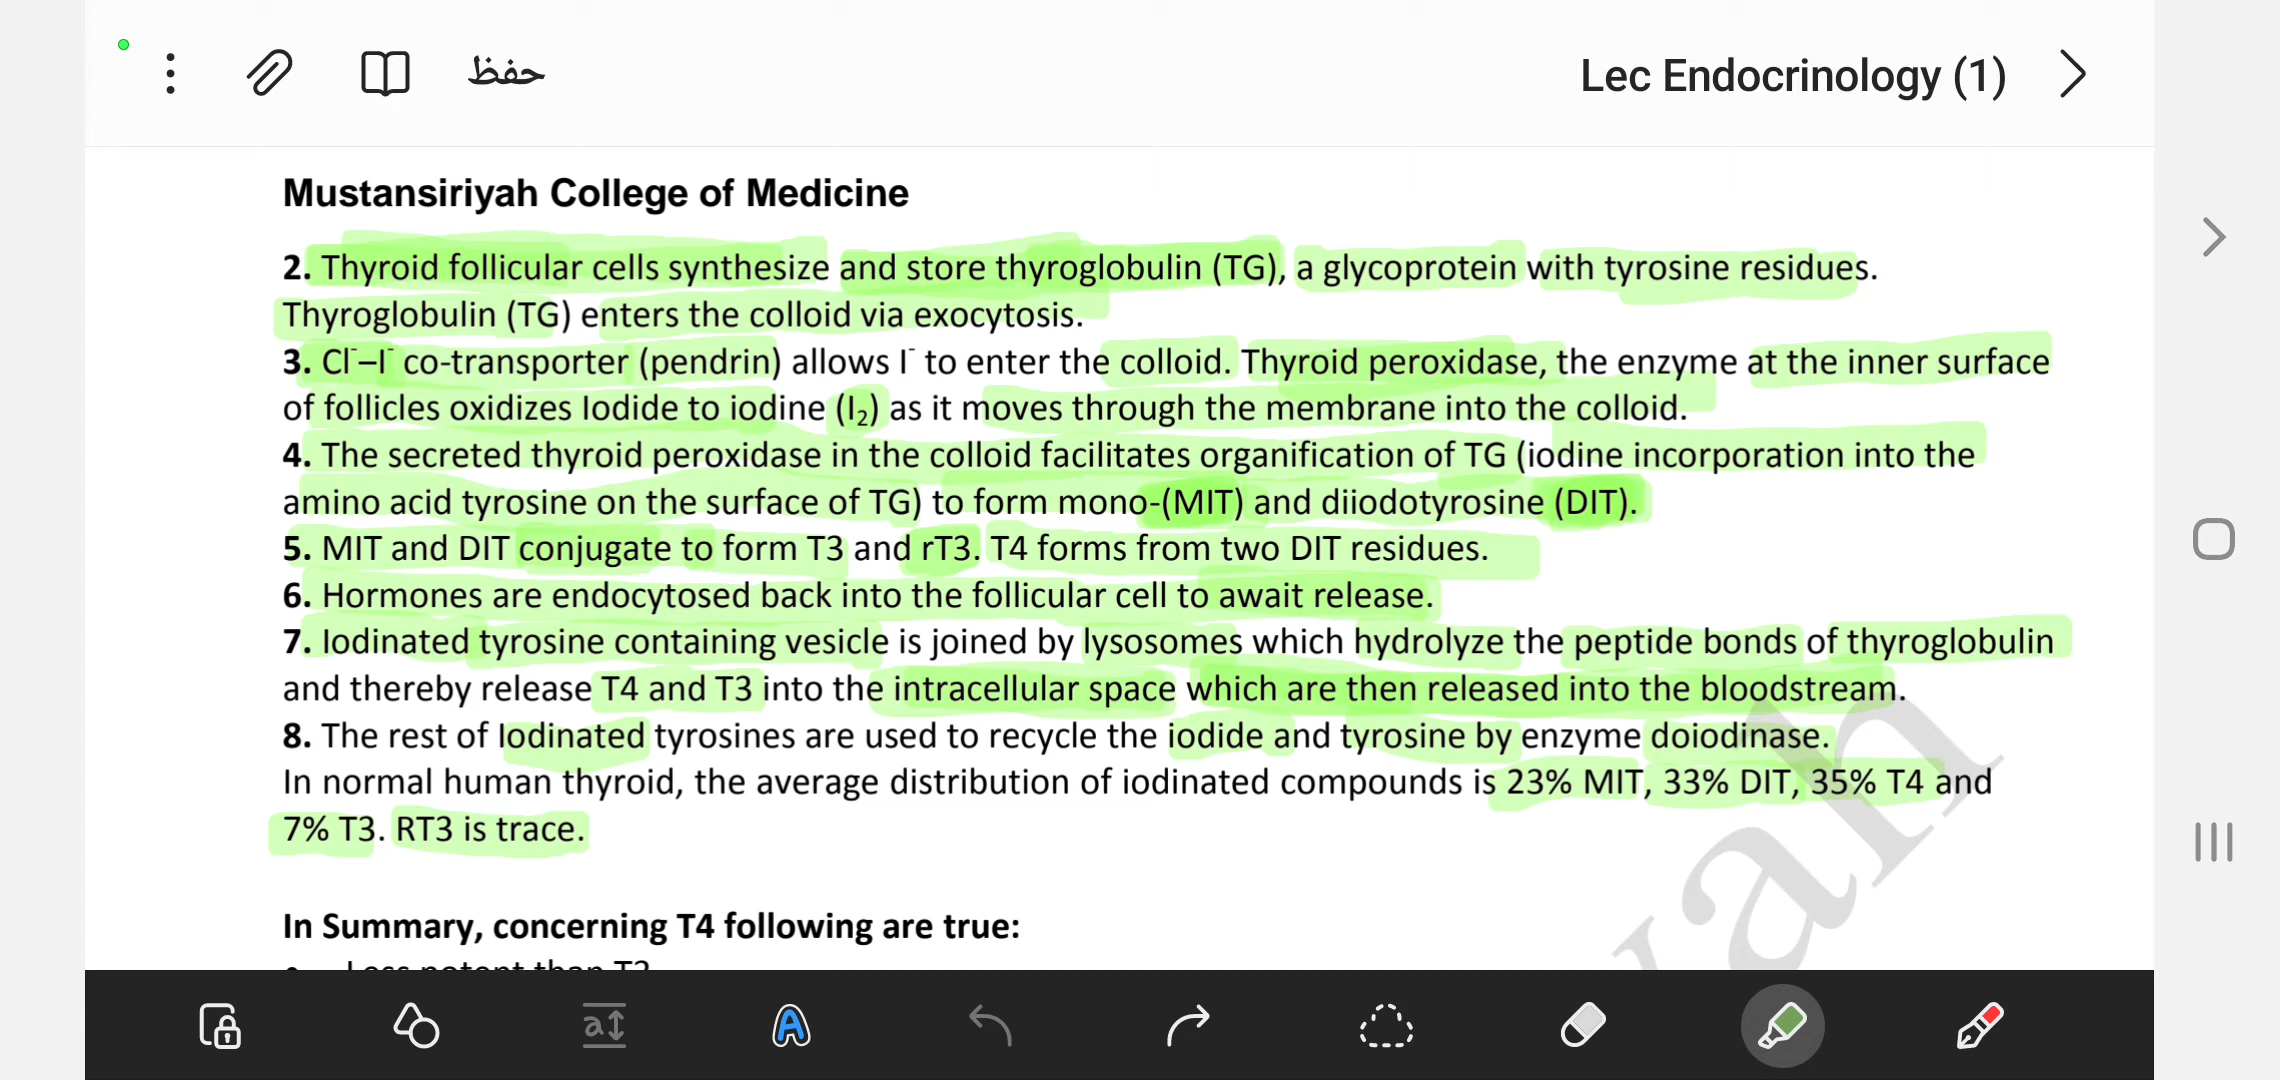 حفظ
Lec Endocrinology (1)
Mustansiriyah College of Medicine
2. Thyroid follicular cells synthesize and store thyroglobulin (TG), a glycoprotein with tyrosine residues.
Thyroglobulin (TG) enters the colloid via exocytosis.
3. Cl⁻–I⁻ co-transporter (pendrin) allows I⁻ to enter the colloid. Thyroid peroxidase, the enzyme at the inner surface
of follicles oxidizes Iodide to iodine (I₂) as it moves through the membrane into the colloid.
4. The secreted thyroid peroxidase in the colloid facilitates organification of TG (iodine incorporation into the
amino acid tyrosine on the surface of TG) to form mono-(MIT) and diiodotyrosine (DIT).
5. MIT and DIT conjugate to form T3 and rT3. T4 forms from two DIT residues.
6. Hormones are endocytosed back into the follicular cell to await release.
7. Iodinated tyrosine containing vesicle is joined by lysosomes which hydrolyze the peptide bonds of thyroglobulin
and thereby release T4 and T3 into the intracellular space which are then released into the bloodstream.
8. The rest of Iodinated tyrosines are used to recycle the iodide and tyrosine by enzyme doiodinase.
In normal human thyroid, the average distribution of iodinated compounds is 23% MIT, 33% DIT, 35% T4 and
7% T3. RT3 is trace.
In Summary, concerning T4 following are true:
• Less potent than T3